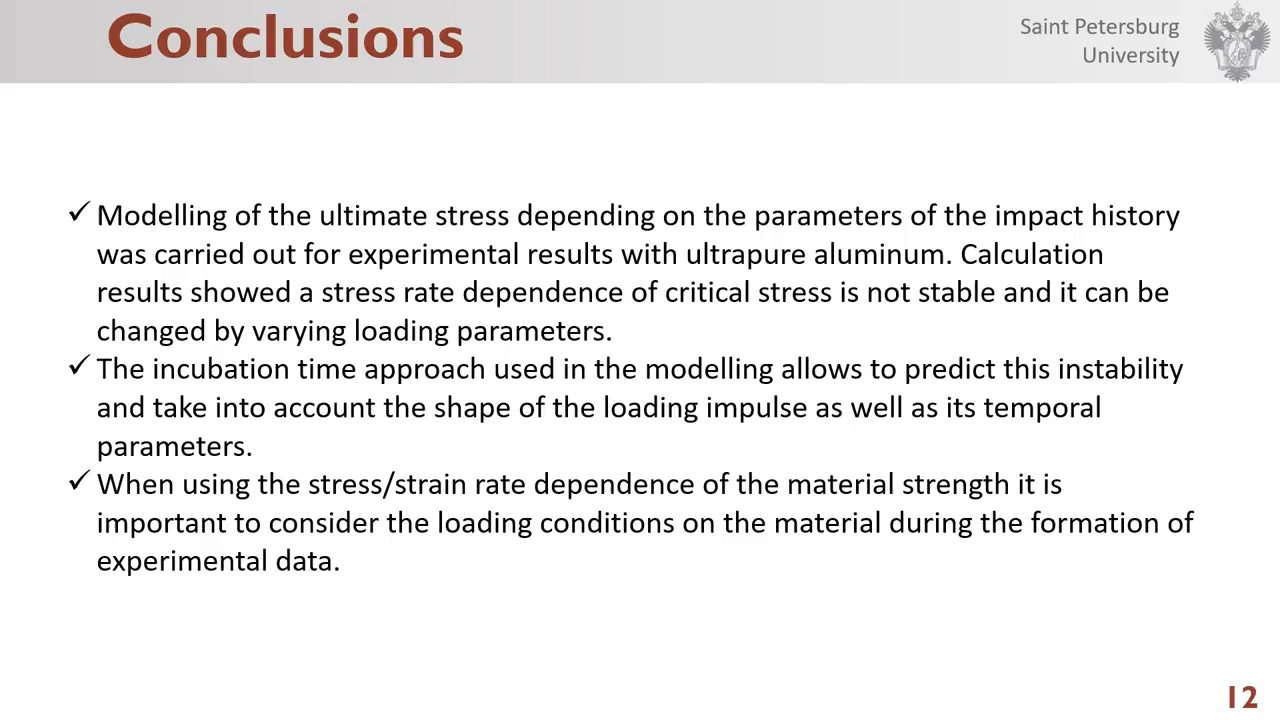 Conclusions
Saint Petersburg
University
✓ Modelling of the ultimate stress depending on the parameters of the impact history
was carried out for experimental results with ultrapure aluminum. Calculation
results showed a stress rate dependence of critical stress is not stable and it can be
changed by varying loading parameters.
✓ The incubation time approach used in the modelling allows to predict this instability
and take into account the shape of the loading impulse as well as its temporal
parameters.
✓ When using the stress/strain rate dependence of the material strength it is
important to consider the loading conditions on the material during the formation of
experimental data.
12